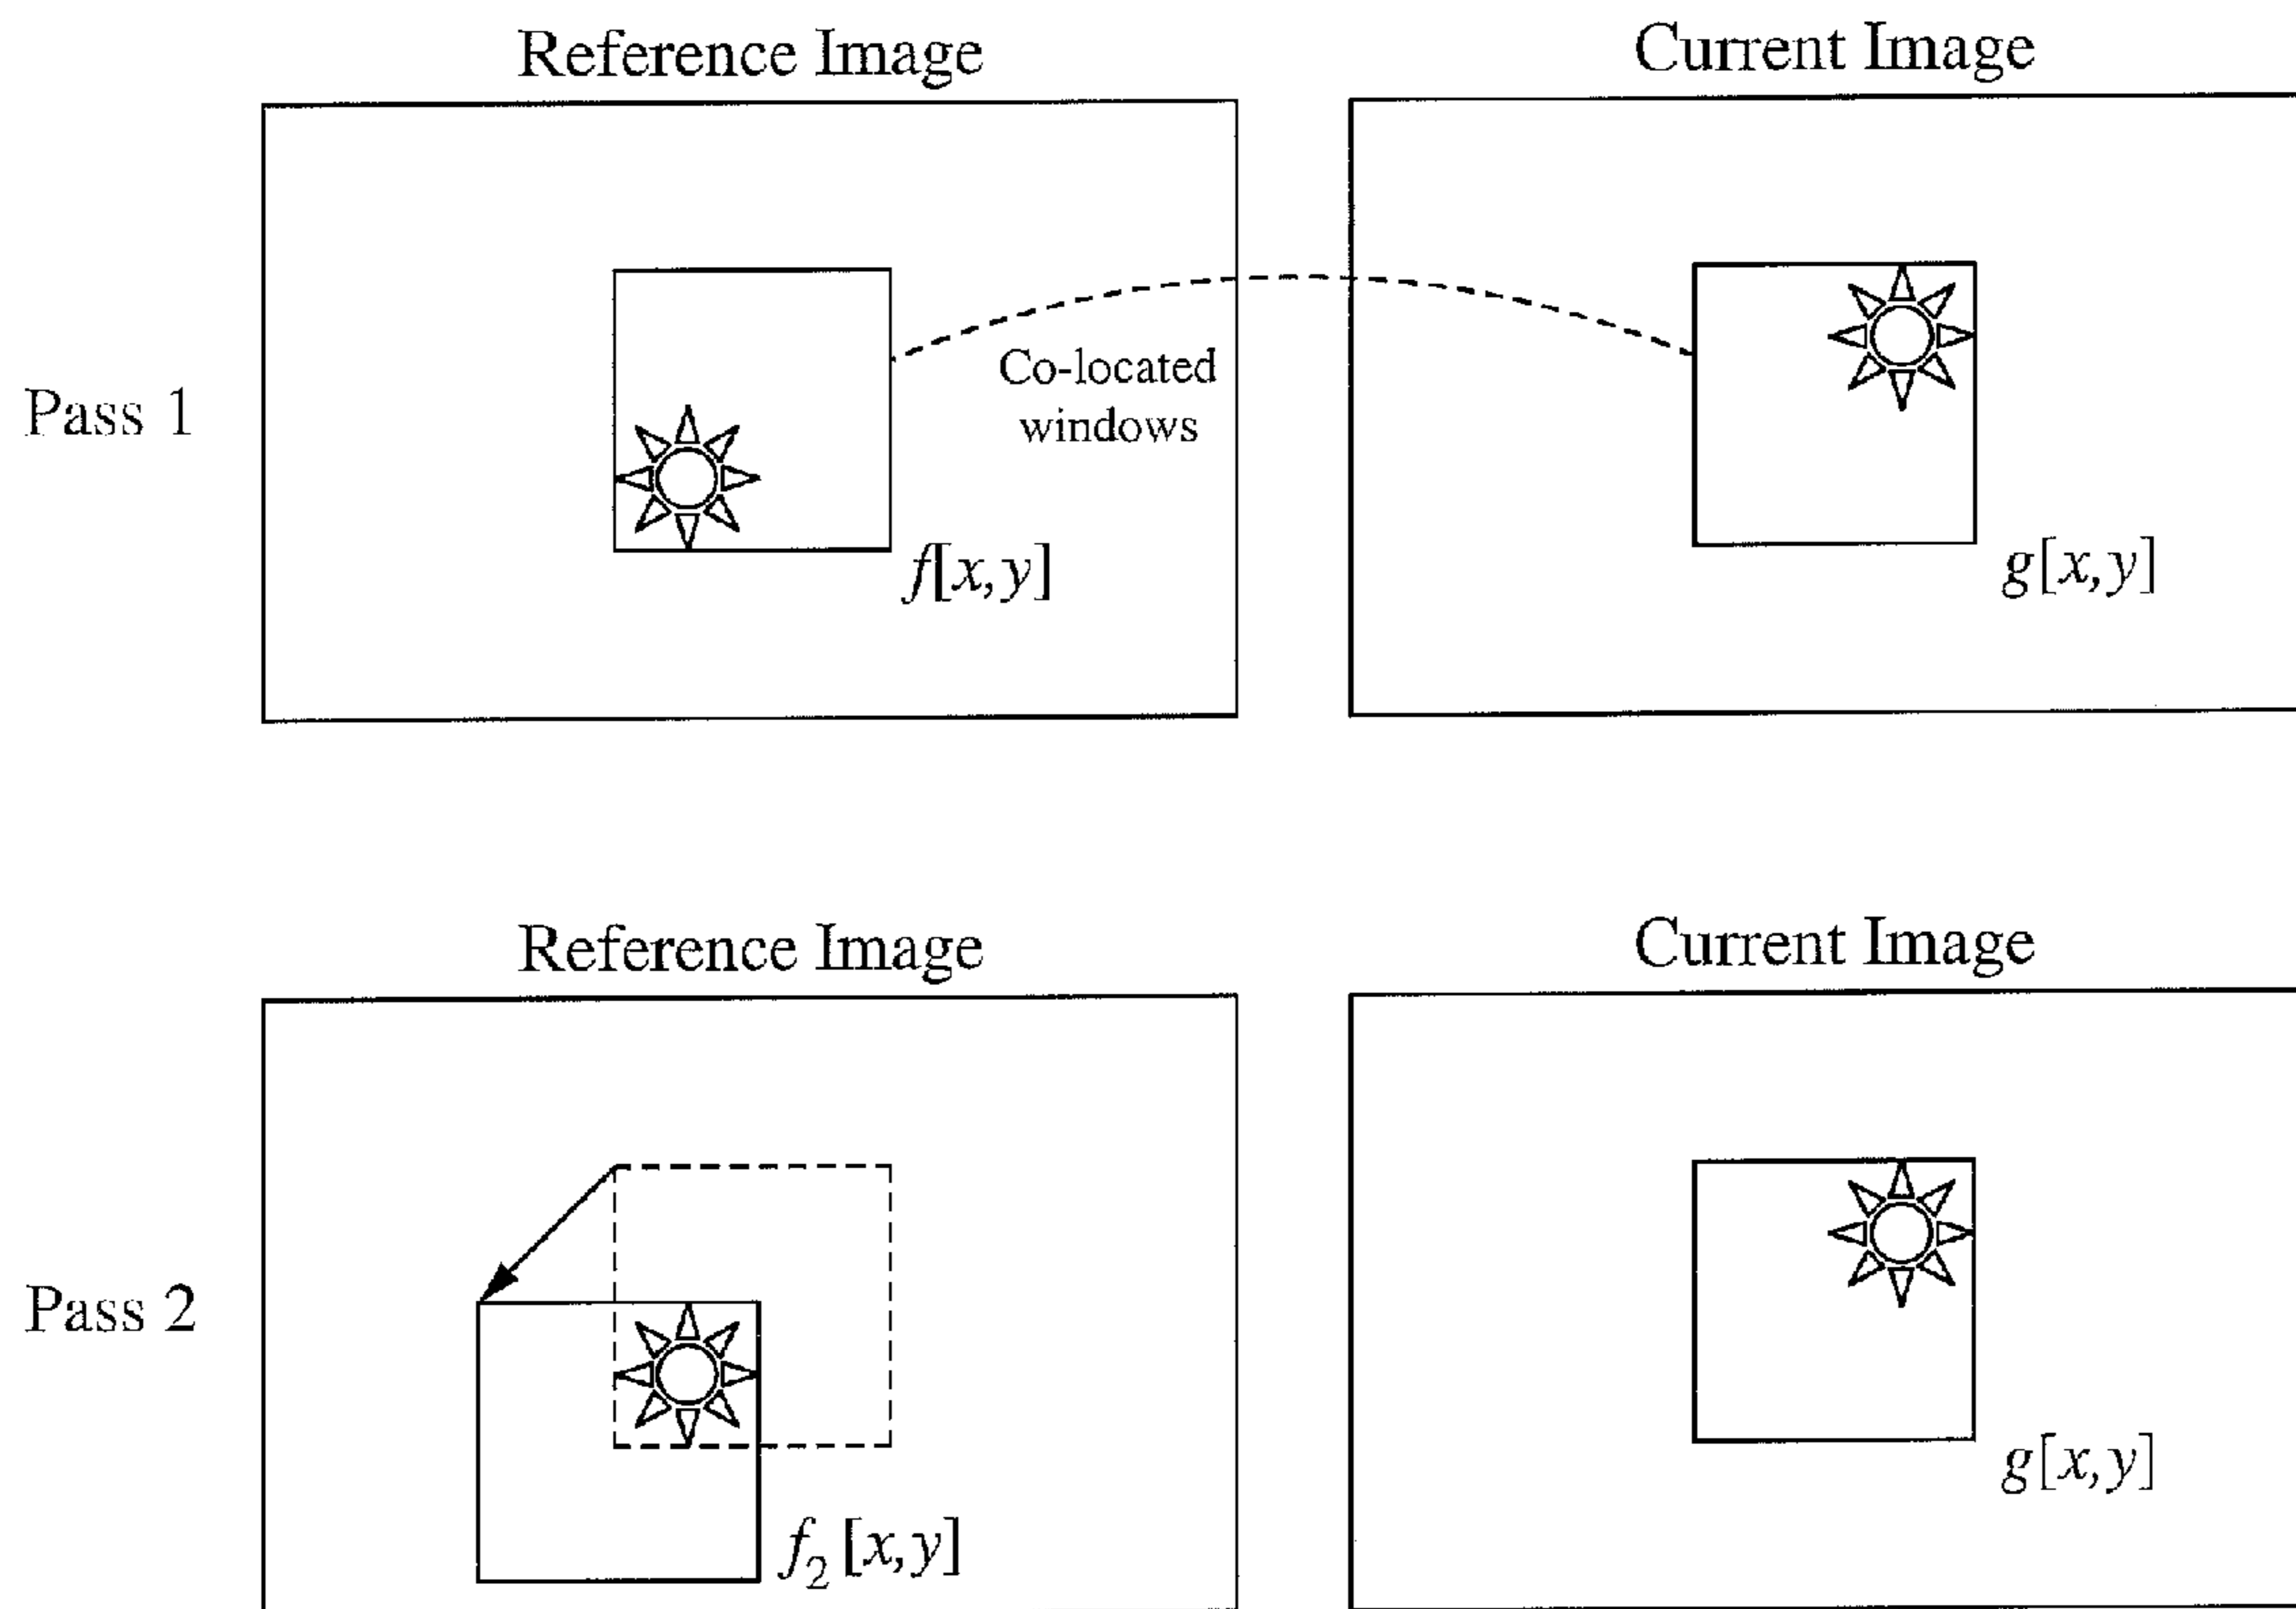 Reference Image
Current Image
Pass 1
Co-located
windows
f[x,y]
g[x,y]
Reference Image
Current Image
Pass 2
f2[x,y]
g[x,y]